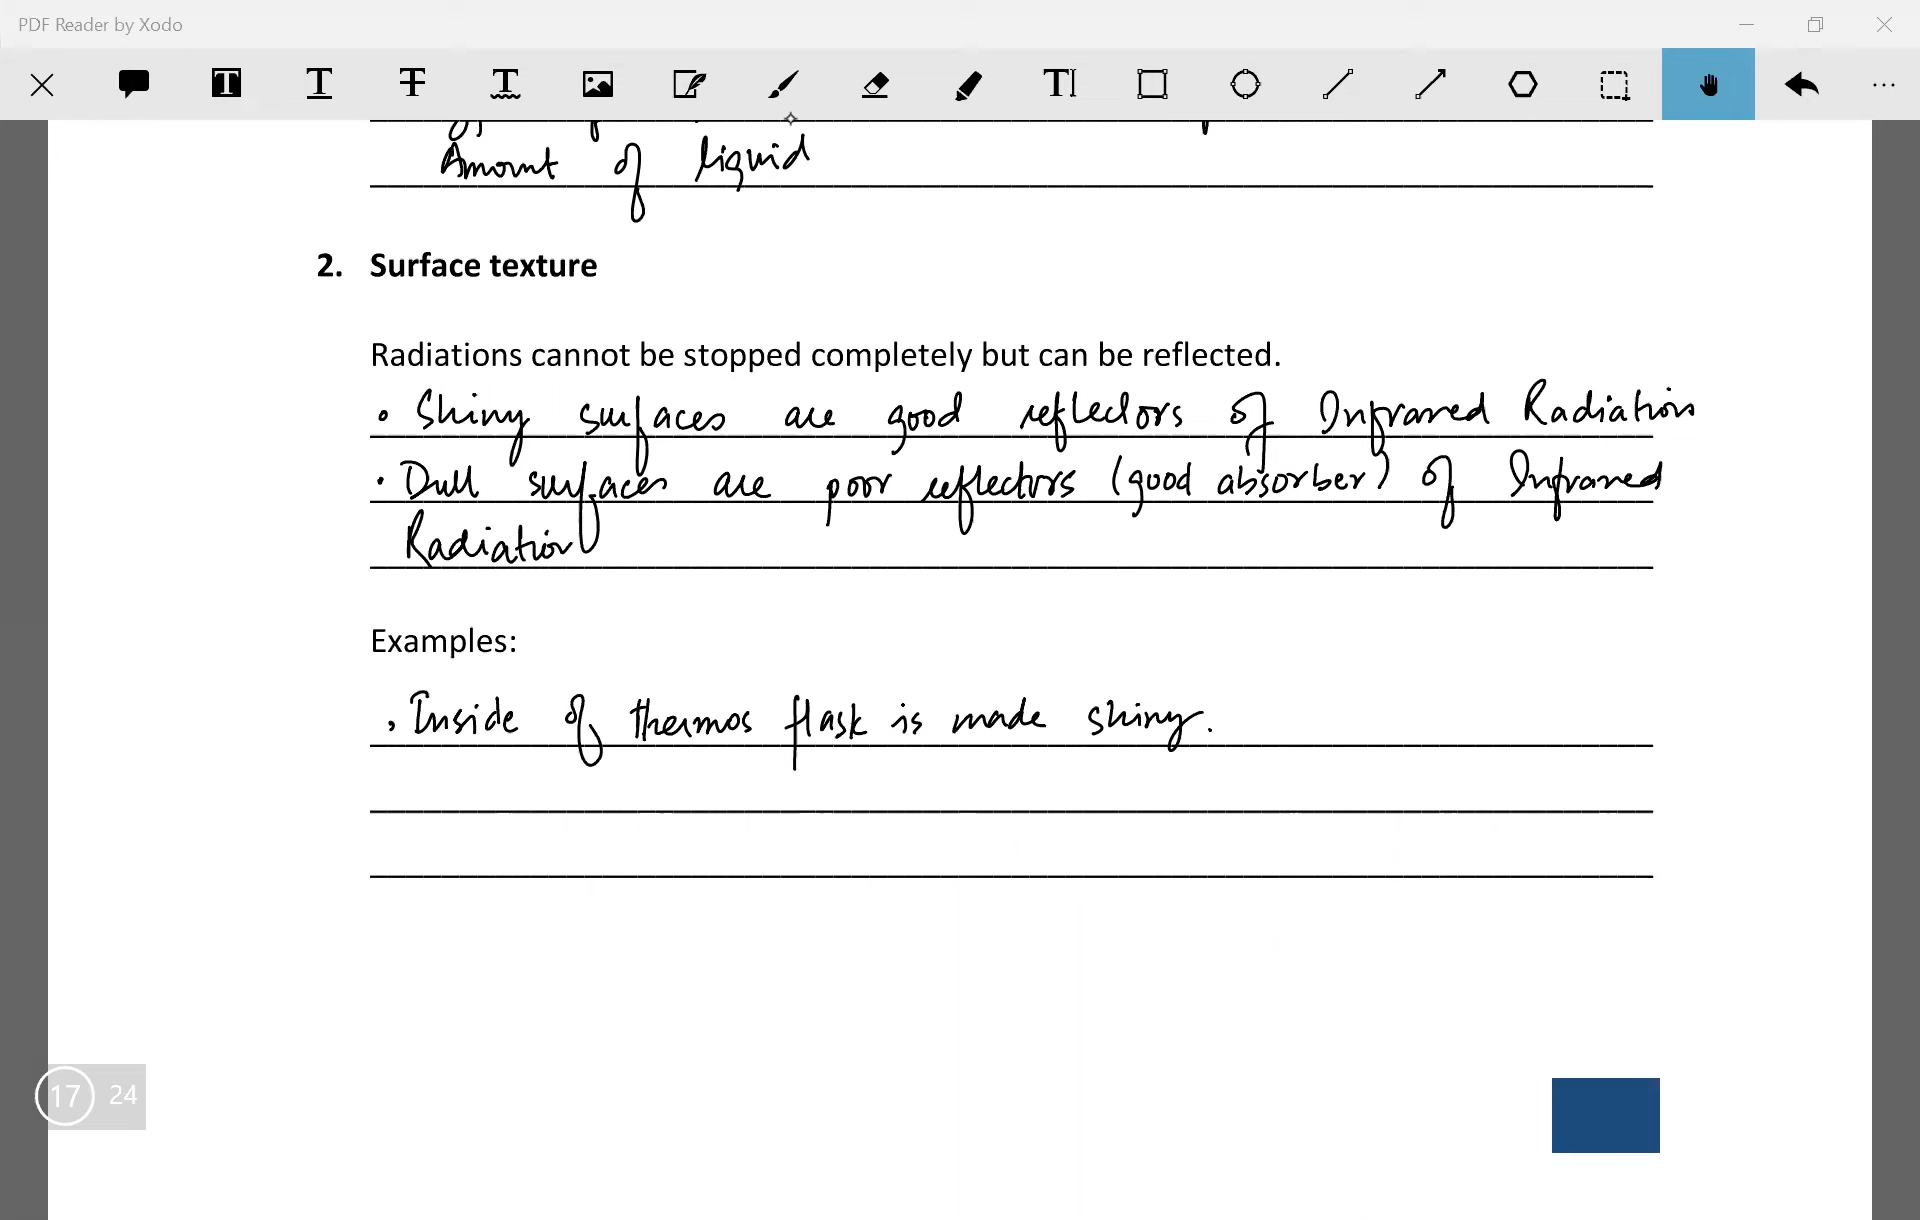 PDF Reader by Xodo
Amount of liquid
2. Surface texture
Radiations cannot be stopped completely but can be reflected.
• Shiny surfaces are good reflectors of Infrared Radiations
• Dull surfaces are poor reflectors (good absorber) of Infrared
Radiation
Examples:
• Inside of thermos flask is made shiny.
17 24